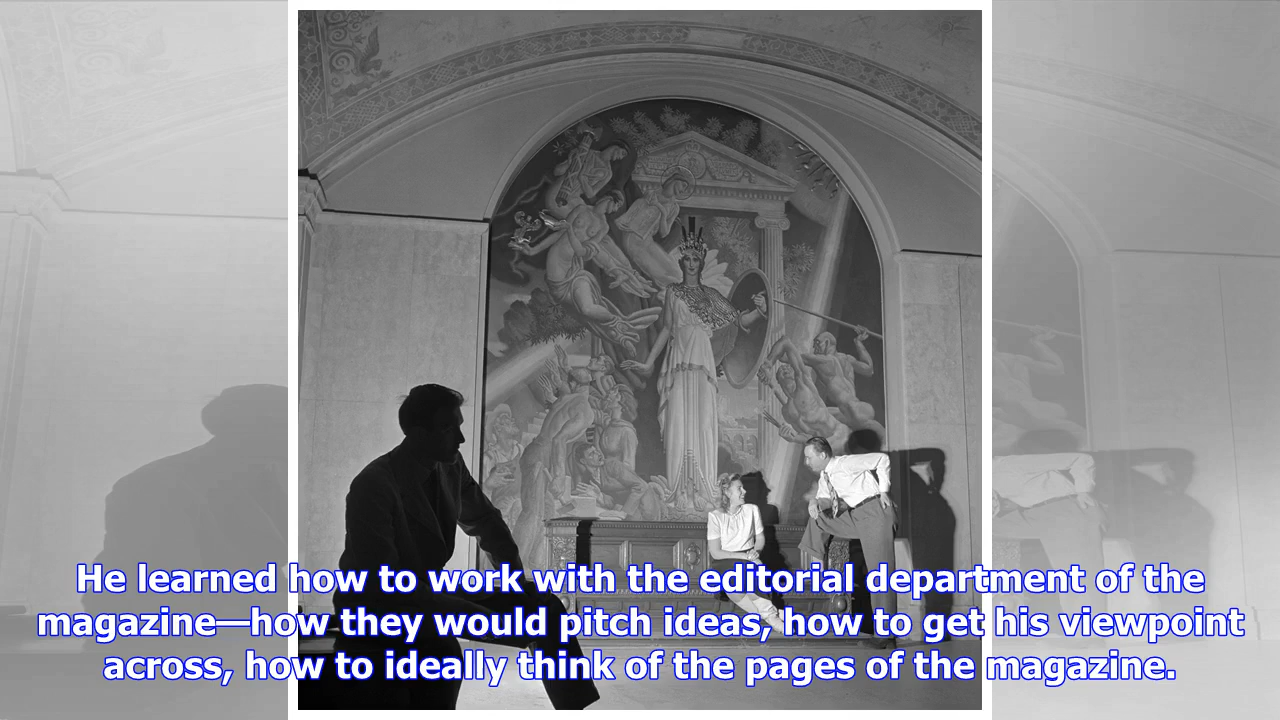 He learned how to work with the editorial department of the
magazine—how they would pitch ideas, how to get his viewpoint
across, how to ideally think of the pages of the magazine.